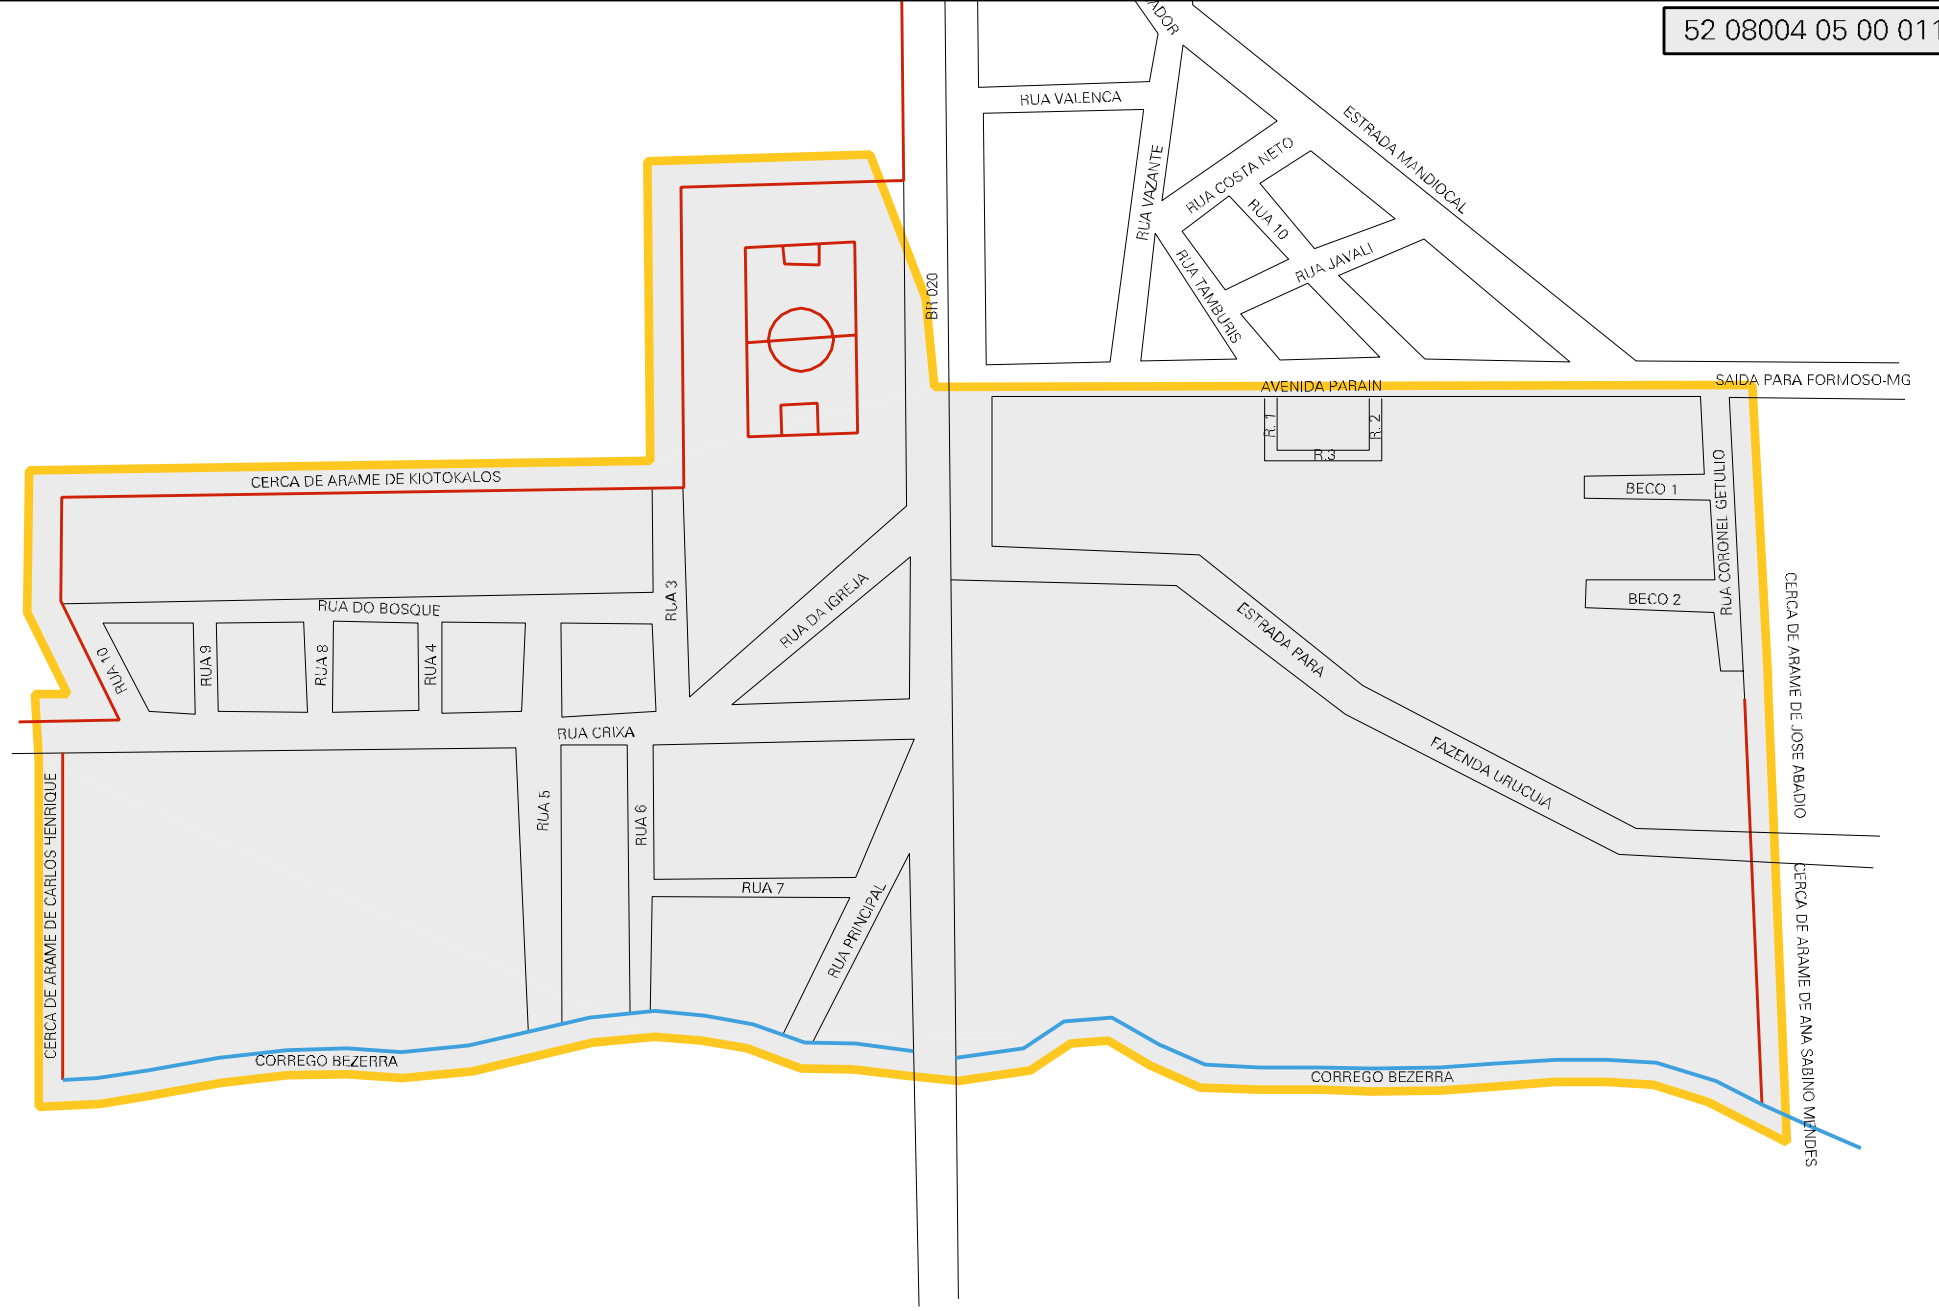 52 08004 05 00 011
RUA VALENCA
ESTRADA MANDIOCAL
RUA VAZANTE
RUA COSTA NETO
RUA 10
RUA JAVALI
RUA TAMBURIS
BR 020
AVENIDA PARAIN
SAIDA PARA FORMOSO-MG
R. 1
R. 2
R.3
CERCA DE ARAME DE KIOTOKALOS
BECO 1
RUA CORONEL GETULIO
BECO 2
RUA DO BOSQUE
RUA 3
RUA DA IGREJA
RUA 10
RUA 9
RUA 8
RUA 4
ESTRADA PARA
FAZENDA URUCUIA
CERCA DE ARAME DE JOSE ABADIO
RUA CRIXA
RUA 5
RUA 6
RUA 7
RUA PRINCIPAL
CERCA DE ARAME DE CARLOS HENRIQUE
CERCA DE ARAME DE ANA SABINO MENDES
CORREGO BEZERRA
CORREGO BEZERRA